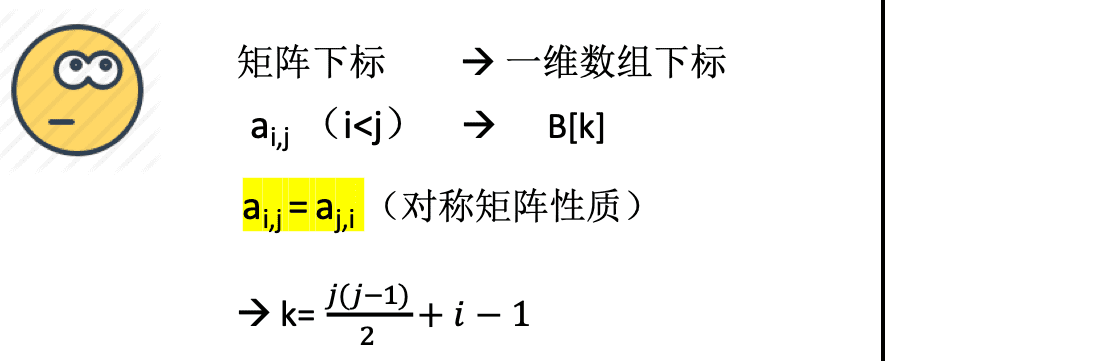 矩阵下标 → 一维数组下标
a_{i,j} （i<j） → B[k]
a_{i,j} = a_{j,i}（对称矩阵性质）
→ k= \frac{j(j−1)}{2} + i − 1